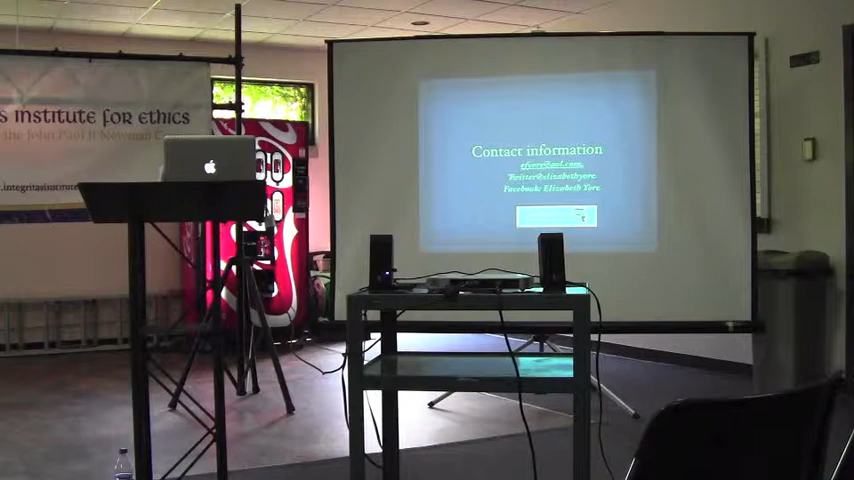 S INSTITUTE FOR ETHICS
the John Paul II Newman
.integritasinstitute
Contact information
Twitter@elizabethyore
Facebook: Elizabeth Yore